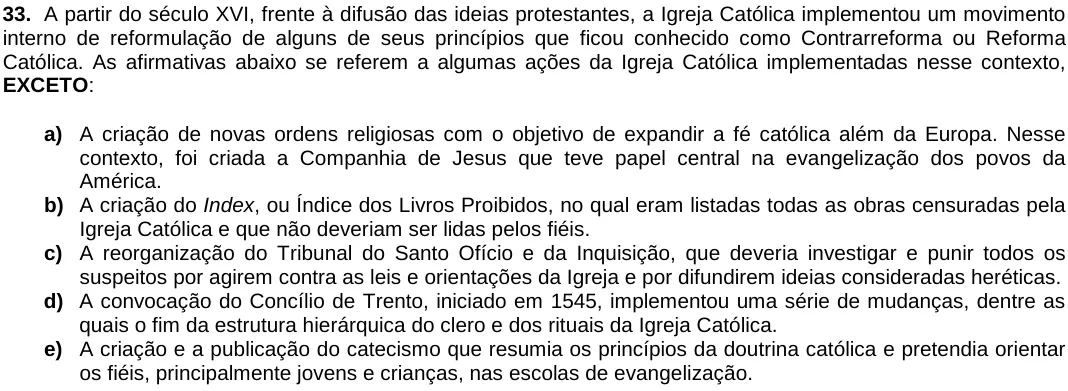 33. A partir do século XVI, frente à difusão das ideias protestantes, a Igreja Católica implementou um movimento
interno de reformulação de alguns de seus princípios que ficou conhecido como Contrarreforma ou Reforma
Católica. As afirmativas abaixo se referem a algumas ações da Igreja Católica implementadas nesse contexto,
EXCETO:
a) A criação de novas ordens religiosas com o objetivo de expandir a fé católica além da Europa. Nesse
contexto, foi criada a Companhia de Jesus que teve papel central na evangelização dos povos da
América.
b) A criação do Index, ou Índice dos Livros Proibidos, no qual eram listadas todas as obras censuradas pela
Igreja Católica e que não deveriam ser lidas pelos fiéis.
c) A reorganização do Tribunal do Santo Ofício e da Inquisição, que deveria investigar e punir todos os
suspeitos por agirem contra as leis e orientações da Igreja e por difundirem ideias consideradas heréticas.
d) A convocação do Concílio de Trento, iniciado em 1545, implementou uma série de mudanças, dentre as
quais o fim da estrutura hierárquica do clero e dos rituais da Igreja Católica.
e) A criação e a publicação do catecismo que resumia os princípios da doutrina católica e pretendia orientar
os fiéis, principalmente jovens e crianças, nas escolas de evangelização.